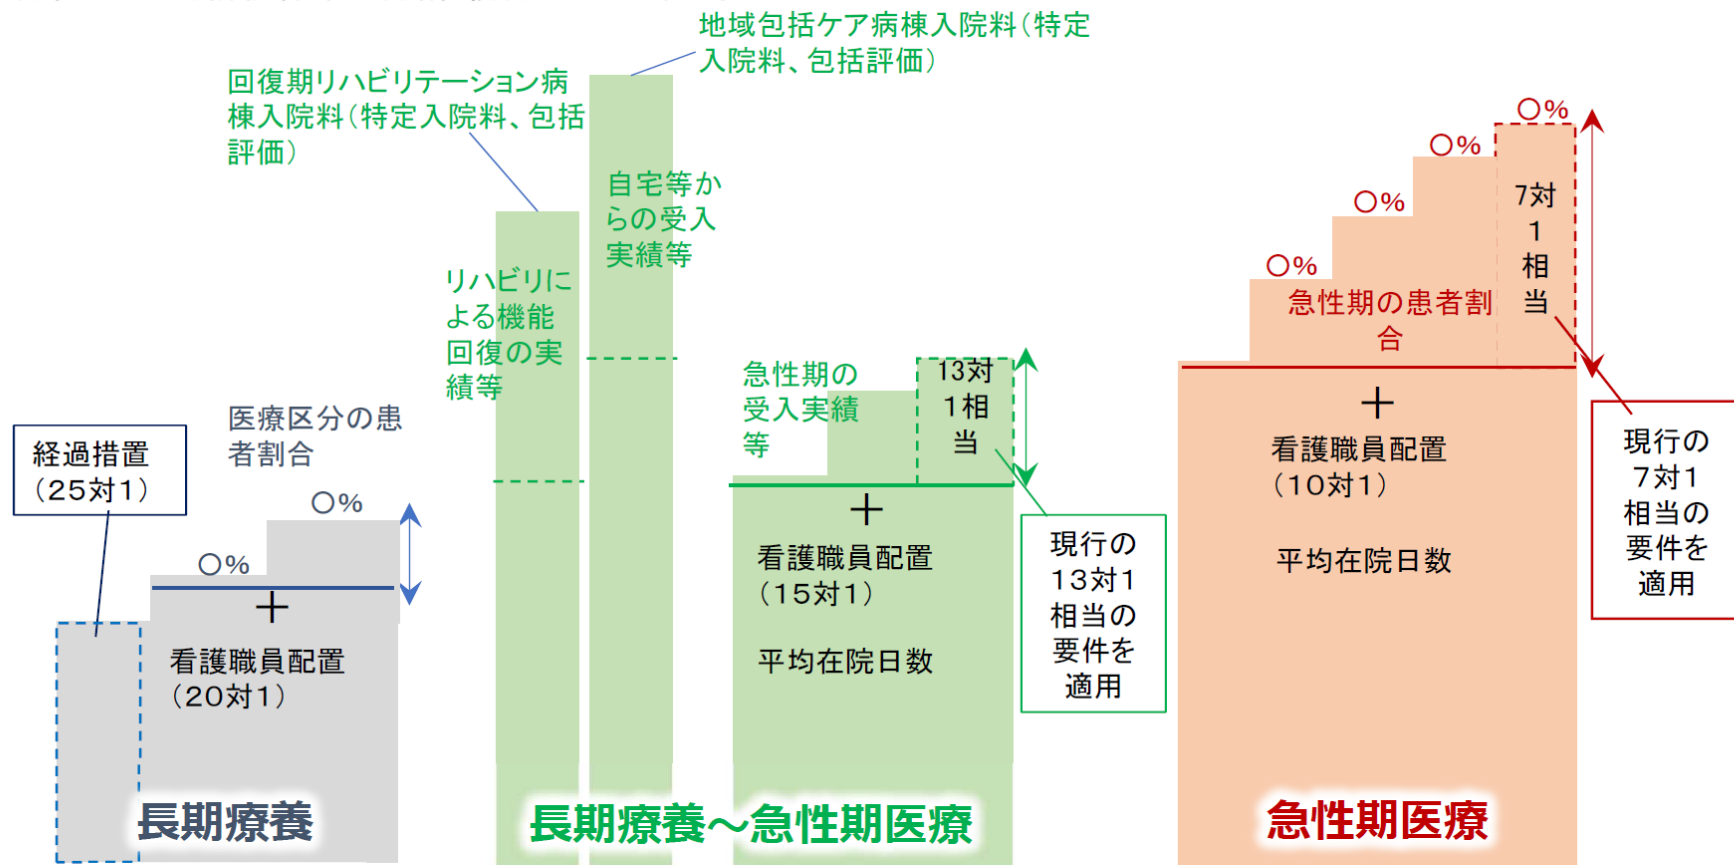 地域包括ケア病棟入院料（特定
入院料、包括評価）
回復期リハビリテーション病
棟入院料（特定入院料、包括
評価）
自宅等か
らの受入
実績等
リハビリに
よる機能
回復の実
績等
医療区分の患
者割合
経過措置
（25対1）
〇%
〇%
＋
看護職員配置
（20対1）
長期療養
急性期の
受入実績
等
13対
1相
当
＋
看護職員配置
（15対1）
平均在院日数
現行の
13対1
相当の
要件を
適用
長期療養～急性期医療
〇%
〇%
〇%
〇%
7対
1
相
当
急性期の患者割
合
＋
看護職員配置
（10対1）
平均在院日数
現行の
7対1
相当の
要件を
適用
急性期医療